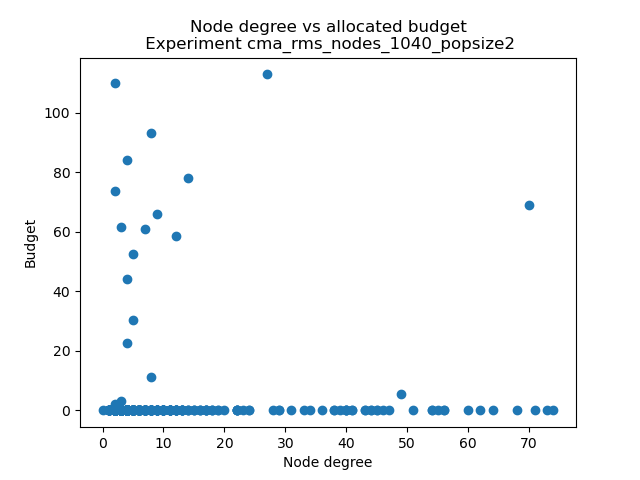 Node degree vs allocated budget
Experiment cma_rms_nodes_1040_popsize2
100
80
60
40
20
0
Budget
0 10 20 30 40 50 60 70
Node degree